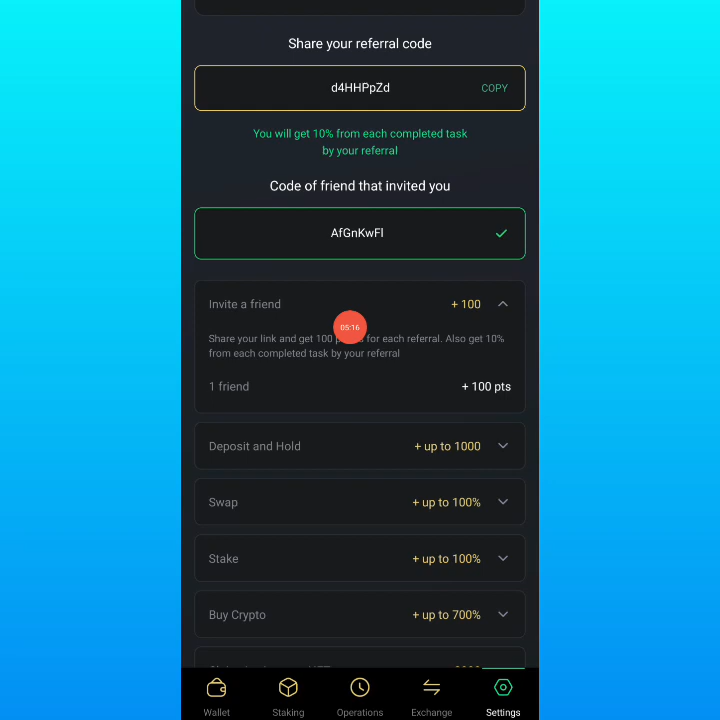 Share your referral code
d4HHPpZd COPY
You will get 10% from each completed task
by your referral
Code of friend that invited you
Invite a friend + 100
05:16
Share your link and get 100 for each referral. Also get 10%
from each completed task by your referral
1 friend + 100 pts
Deposit and Hold + up to 1000
Swap + up to 100%
Stake + up to 100%
Buy Crypto + up to 700%
Wallet Staking Operations Exchange Settings